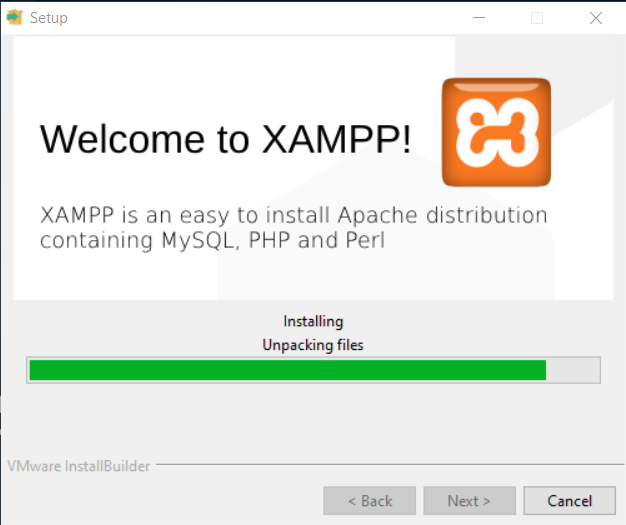 Setup
Welcome to XAMPP!
XAMPP is an easy to install Apache distribution
containing MySQL, PHP and Perl
Installing
Unpacking files
VMware InstallBuilder
< Back
Next >
Cancel